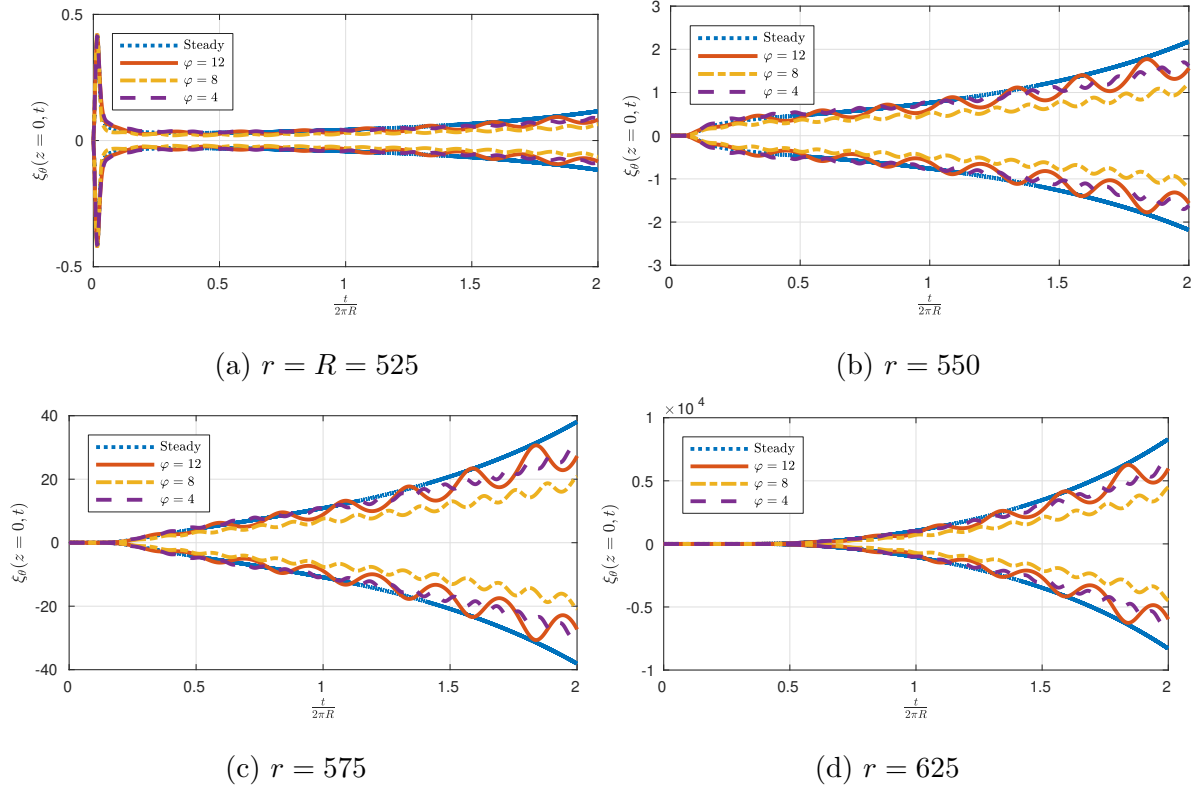 0.5
0
-0.5
ξ_θ(z = 0, t)
Steady
φ = 12
φ = 8
φ = 4
0 0.5 1 1.5 2
t/2πR
(a) r = R = 525
3
2
1
0
-1
-2
-3
ξ_θ(z = 0, t)
Steady
φ = 12
φ = 8
φ = 4
0 0.5 1 1.5 2
t/2πR
(b) r = 550
40
20
0
-20
-40
ξ_θ(z = 0, t)
Steady
φ = 12
φ = 8
φ = 4
0 0.5 1 1.5 2
t/2πR
(c) r = 575
×10^4
1
0.5
0
-0.5
-1
ξ_θ(z = 0, t)
Steady
φ = 12
φ = 8
φ = 4
0 0.5 1 1.5 2
t/2πR
(d) r = 625